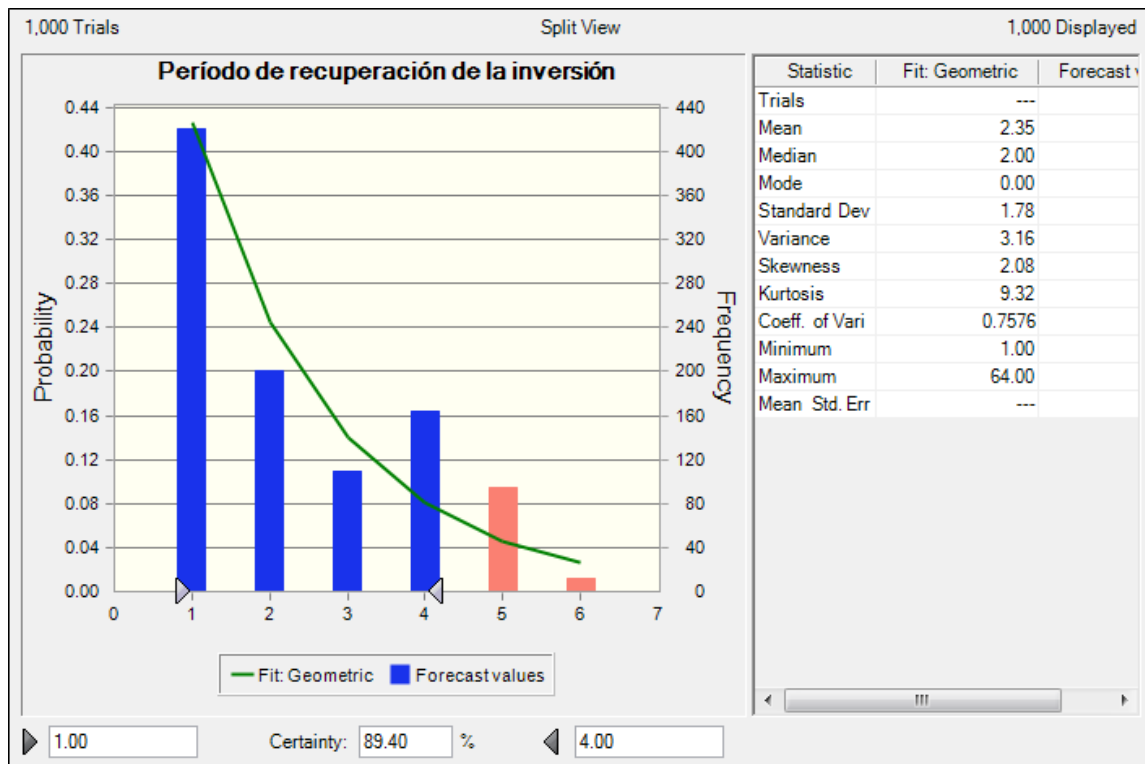 1,000 Trials Split View 1,000 Displayed
Período de recuperación de la inversión
0.44
0.40
0.36
0.32
0.28
0.24
0.20
0.16
0.12
0.08
0.04
0.00
Probability
440
400
360
320
280
240
200
160
120
80
40
0
Frequency
0 1 2 3 4 5 6 7
Fit: Geometric Forecast values
Statistic Fit: Geometric Forecast v
Trials ---
Mean 2.35
Median 2.00
Mode 0.00
Standard Dev 1.78
Variance 3.16
Skewness 2.08
Kurtosis 9.32
Coeff. of Vari 0.7576
Minimum 1.00
Maximum 64.00
Mean Std. Err ---
1.00 Certainty: 89.40 % 4.00